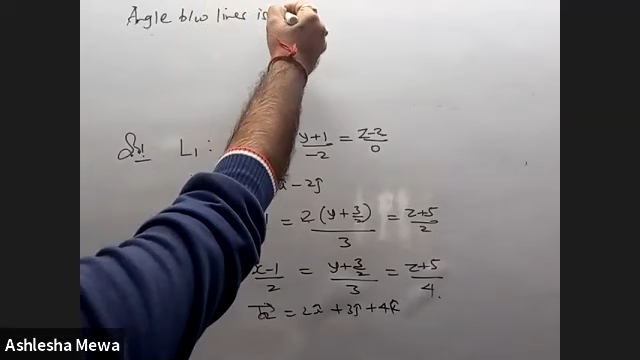 Angle b/w lines is
Sol L₁ : y+1/-2 = z-2/0
- 2ĵ
= 2(y+3/2)/3 = z+5/2
x-1/2 = y+3/2/3 = z+5/4
= 2î + 3ĵ + 4k̂
Ashlesha Mewa